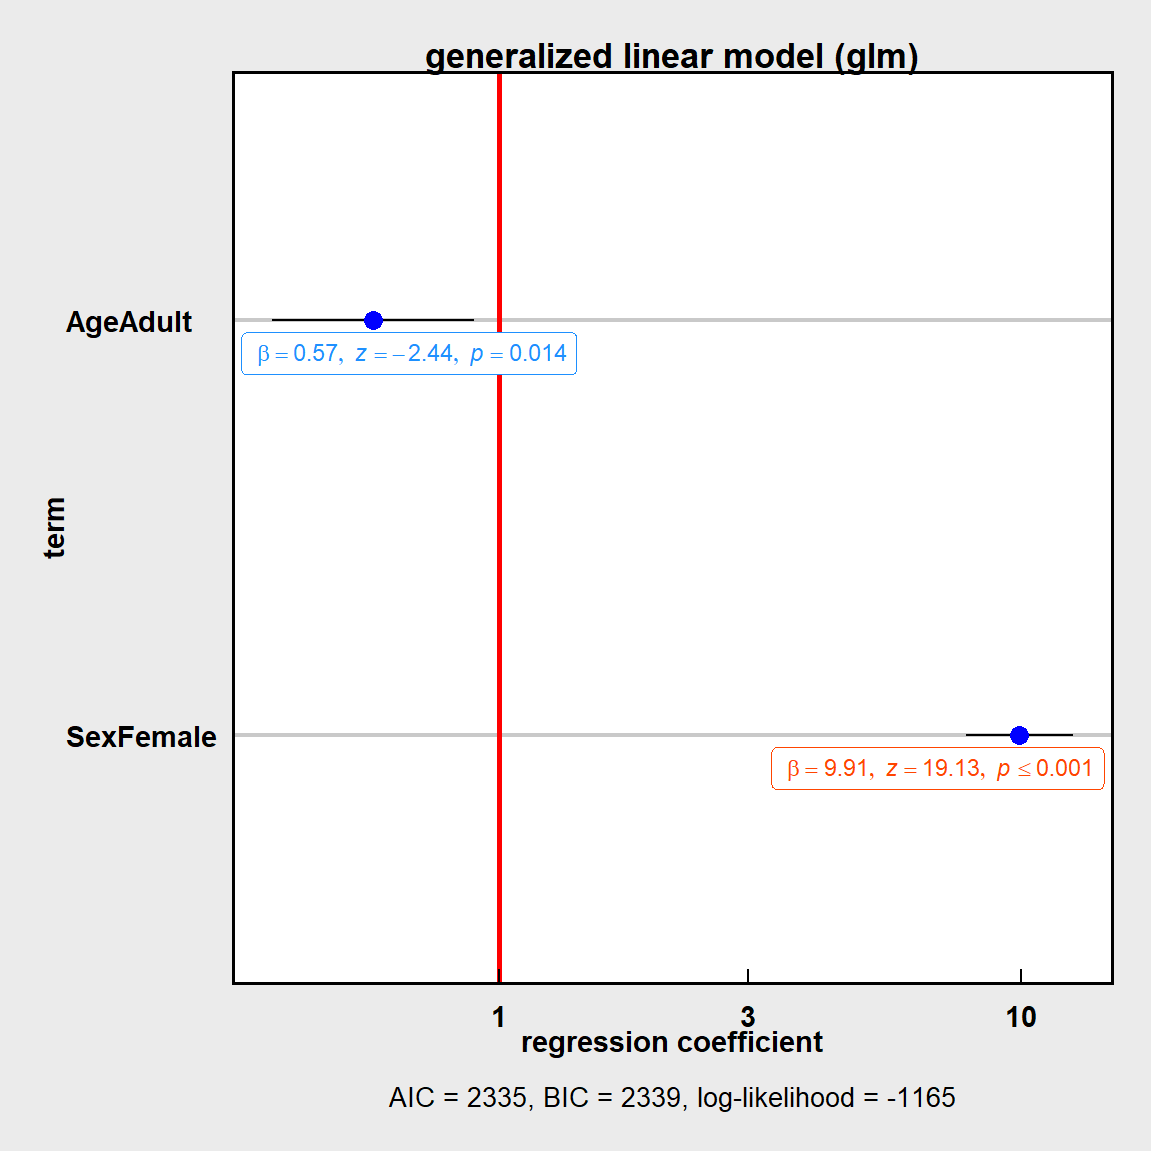 generalized linear model (glm)
AgeAdult
β = 0.57, z = −2.44, p = 0.014
term
SexFemale
β = 9.91, z = 19.13, p ≤ 0.001
1 3 10
regression coefficient
AIC = 2335, BIC = 2339, log-likelihood = -1165